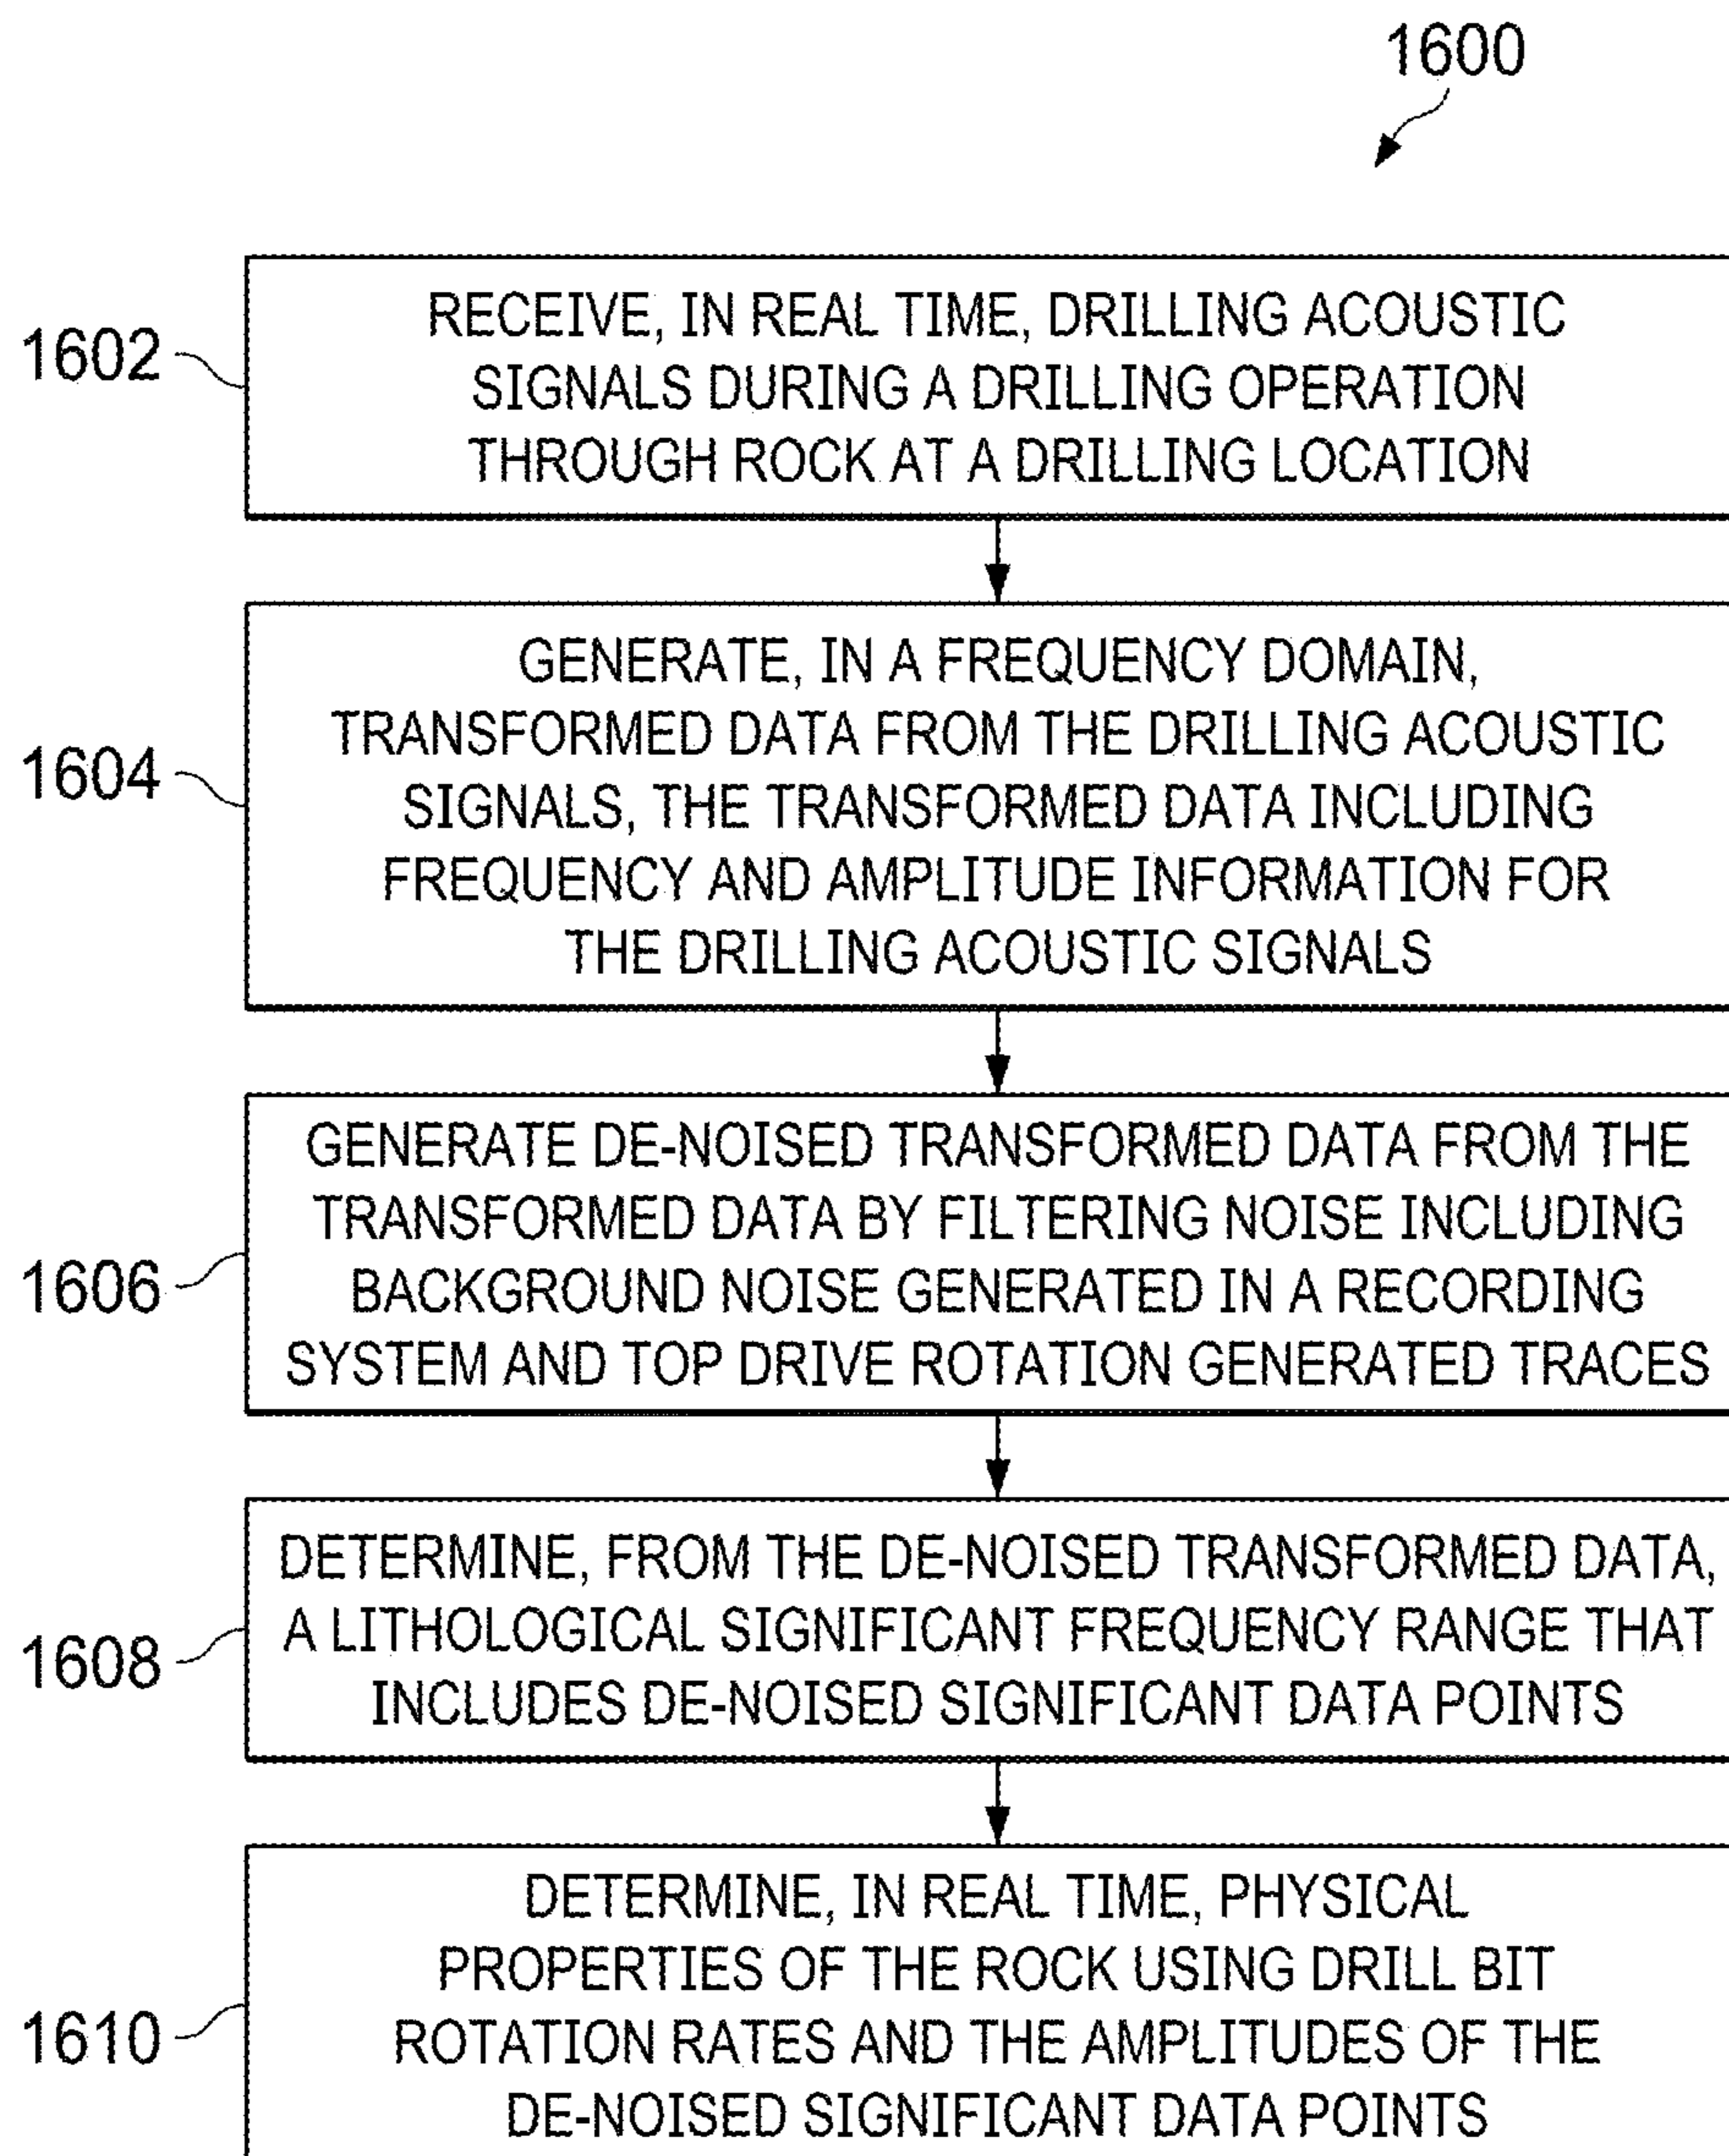 1600
1602
RECEIVE, IN REAL TIME, DRILLING ACOUSTIC
SIGNALS DURING A DRILLING OPERATION
THROUGH ROCK AT A DRILLING LOCATION
1604
GENERATE, IN A FREQUENCY DOMAIN,
TRANSFORMED DATA FROM THE DRILLING ACOUSTIC
SIGNALS, THE TRANSFORMED DATA INCLUDING
FREQUENCY AND AMPLITUDE INFORMATION FOR
THE DRILLING ACOUSTIC SIGNALS
1606
GENERATE DE-NOISED TRANSFORMED DATA FROM THE
TRANSFORMED DATA BY FILTERING NOISE INCLUDING
BACKGROUND NOISE GENERATED IN A RECORDING
SYSTEM AND TOP DRIVE ROTATION GENERATED TRACES
1608
DETERMINE, FROM THE DE-NOISED TRANSFORMED DATA,
A LITHOLOGICAL SIGNIFICANT FREQUENCY RANGE THAT
INCLUDES DE-NOISED SIGNIFICANT DATA POINTS
1610
DETERMINE, IN REAL TIME, PHYSICAL
PROPERTIES OF THE ROCK USING DRILL BIT
ROTATION RATES AND THE AMPLITUDES OF THE
DE-NOISED SIGNIFICANT DATA POINTS